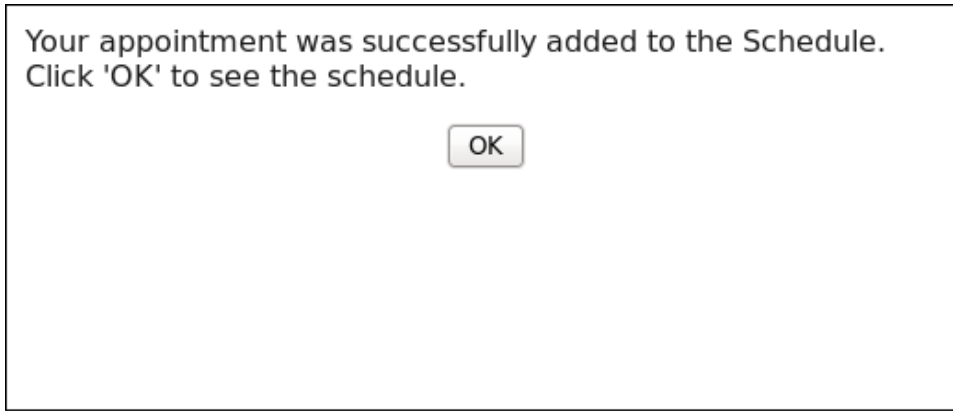 Your appointment was successfully added to the Schedule.
Click 'OK' to see the schedule.
OK